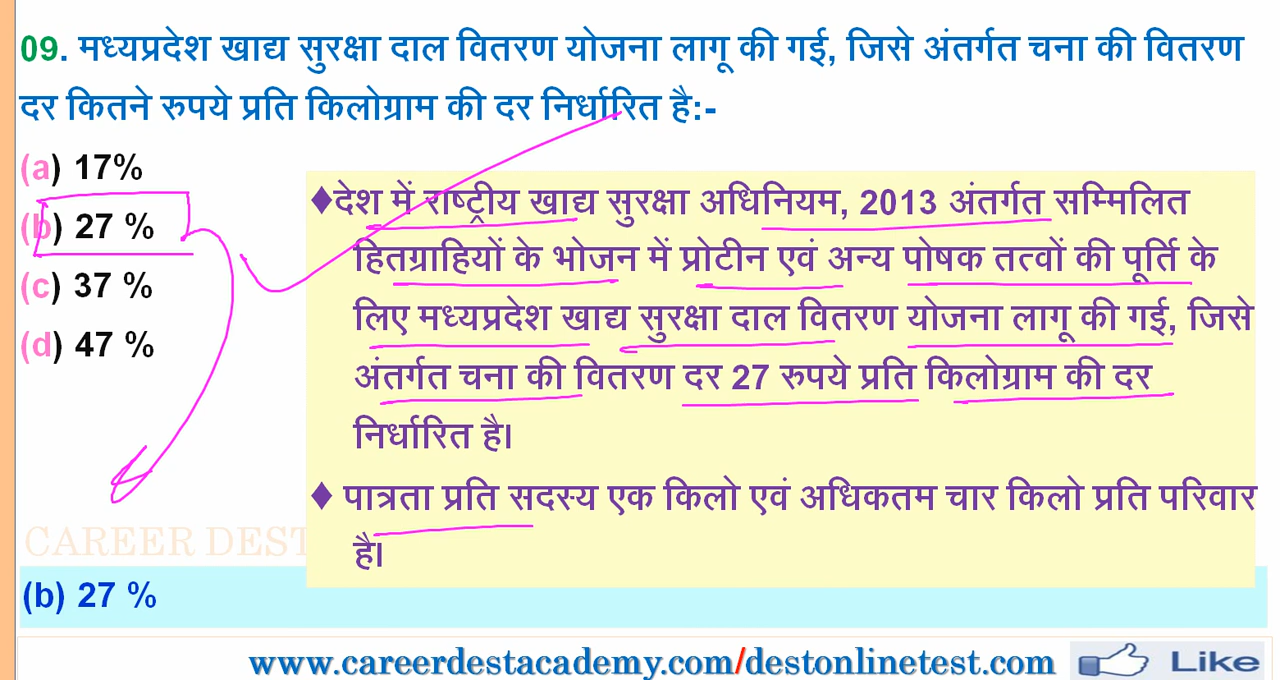 09. मध्यप्रदेश खाद्य सुरक्षा दाल वितरण योजना लागू की गई, जिसे अंतर्गत चना की वितरण
दर कितने रुपये प्रति किलोग्राम की दर निर्धारित है:-
(a) 17%
(b) 27 %
(c) 37 %
(d) 47 %
♦देश में राष्ट्रीय खाद्य सुरक्षा अधिनियम, 2013 अंतर्गत सम्मिलित
हितग्राहियों के भोजन में प्रोटीन एवं अन्य पोषक तत्वों की पूर्ति के
लिए मध्यप्रदेश खाद्य सुरक्षा दाल वितरण योजना लागू की गई, जिसे
अंतर्गत चना की वितरण दर 27 रुपये प्रति किलोग्राम की दर
निर्धारित है।
♦ पात्रता प्रति सदस्य एक किलो एवं अधिकतम चार किलो प्रति परिवार
है।
CAREER DEST
(b) 27 %
www.careerdestacademy.com/destonlinetest.com
Like